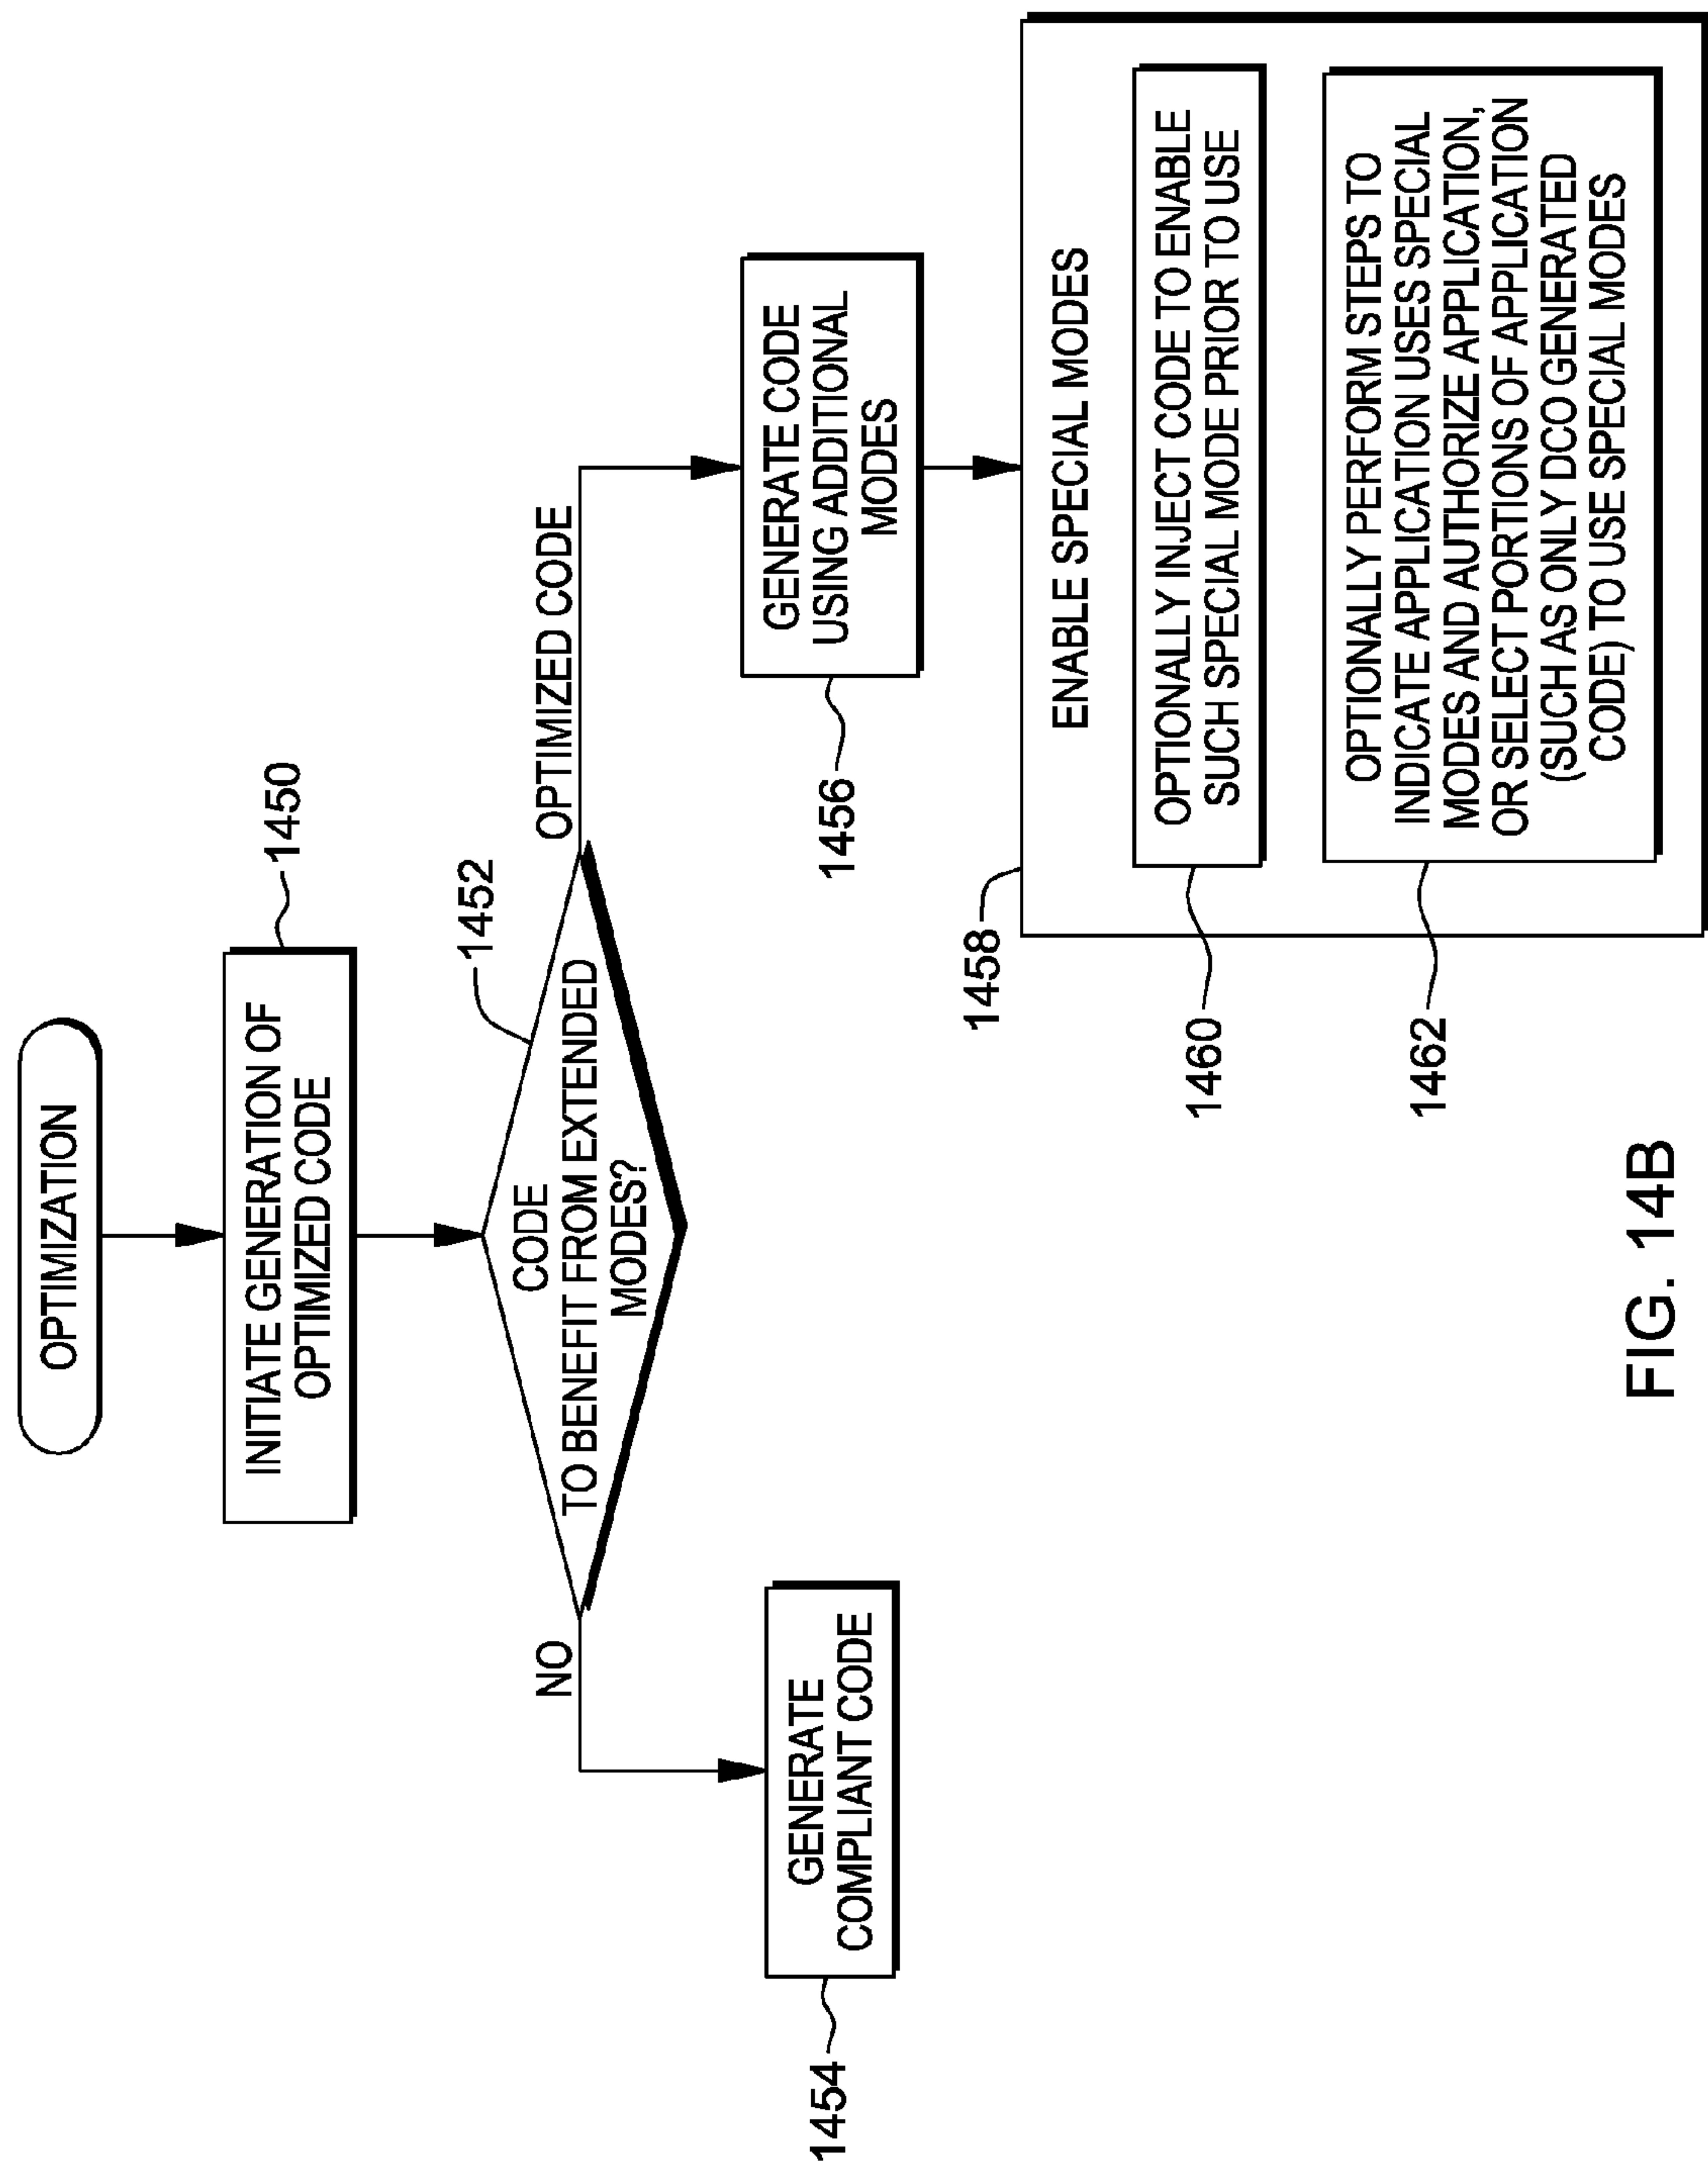 OPTIMIZATION
INITIATE GENERATION OF
OPTIMIZED CODE
1450
CODE
TO BENEFIT FROM EXTENDED
MODES?
1452
NO
OPTIMIZED CODE
GENERATE
COMPLIANT CODE
1454
GENERATE CODE
USING ADDITIONAL
MODES
1456
1458
ENABLE SPECIAL MODES
OPTIONALLY INJECT CODE TO ENABLE
SUCH SPECIAL MODE PRIOR TO USE
1460
OPTIONALLY PERFORM STEPS TO
INDICATE APPLICATION USES SPECIAL
MODES AND AUTHORIZE APPLICATION,
OR SELECT PORTIONS OF APPLICATION
(SUCH AS ONLY DCO GENERATED
CODE) TO USE SPECIAL MODES
1462
FIG. 14B